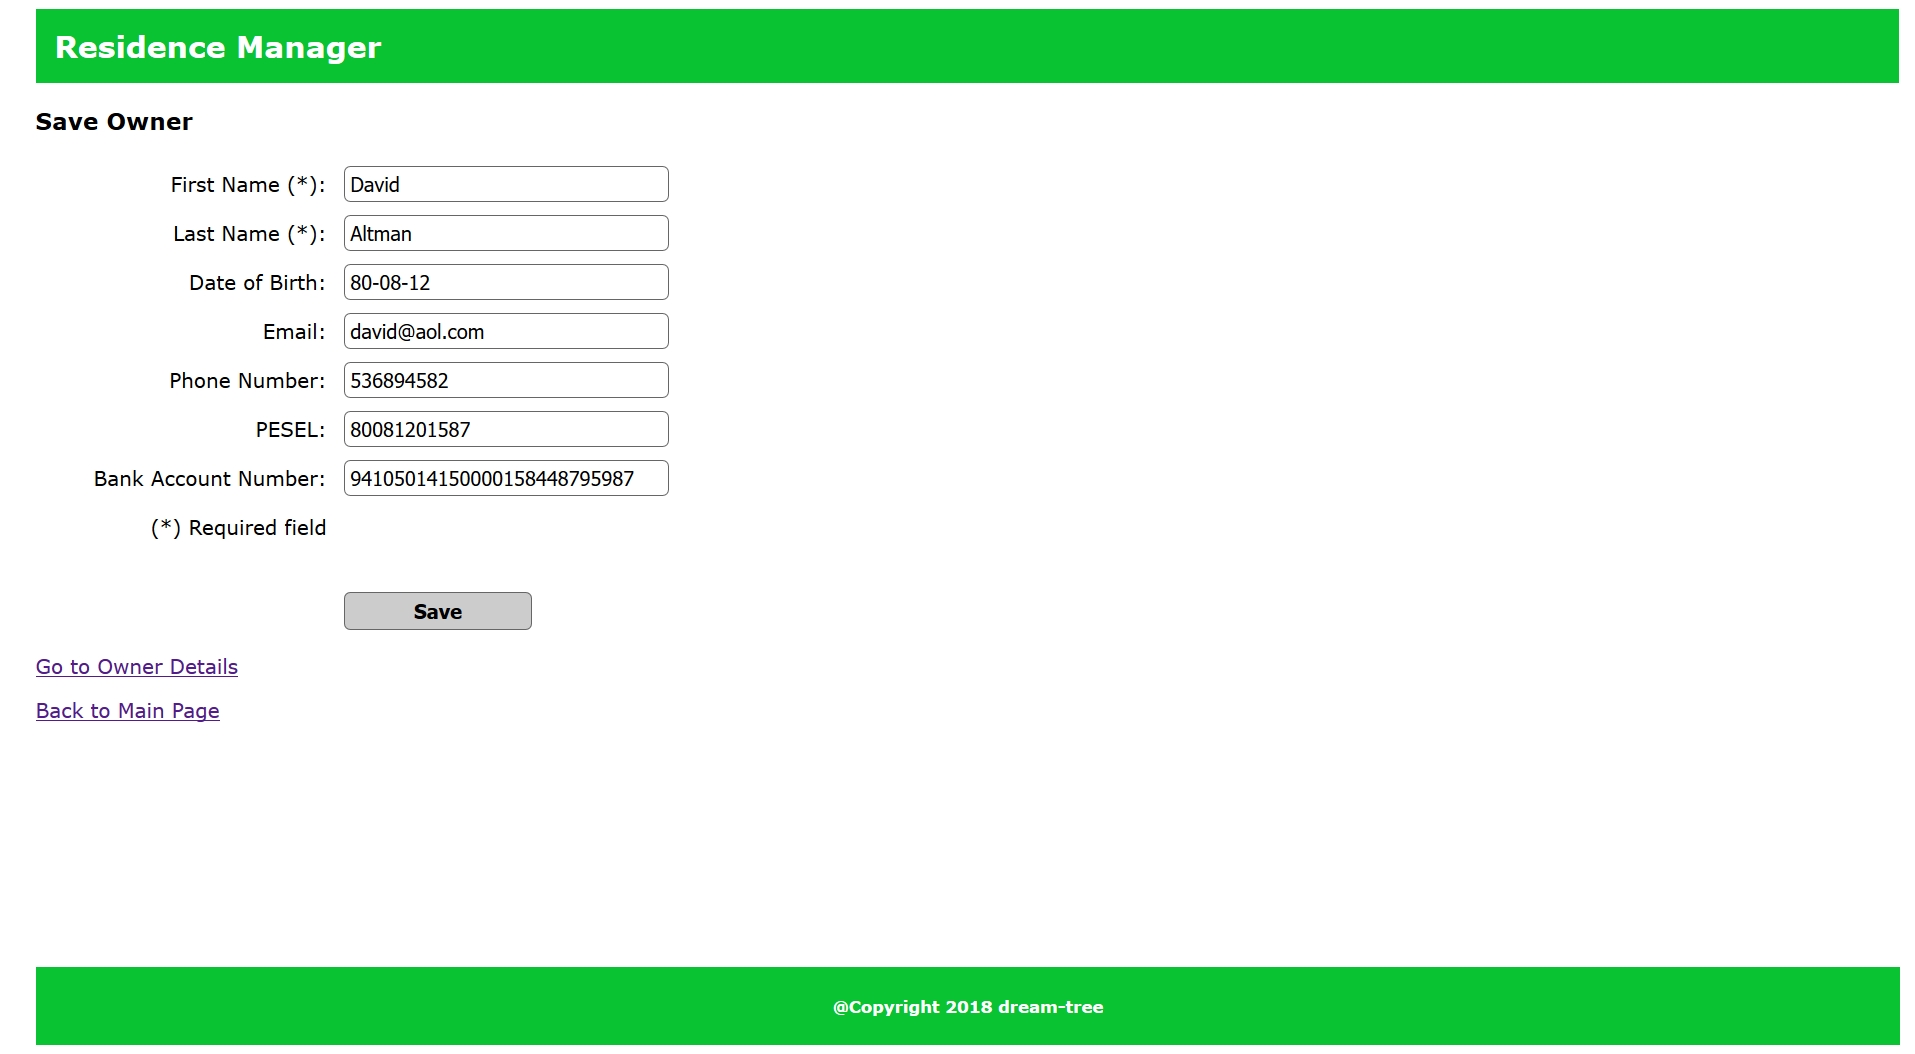 Residence Manager
Save Owner
First Name (*): David
Last Name (*): Altman
Date of Birth: 80-08-12
Email: david@aol.com
Phone Number: 536894582
PESEL: 80081201587
Bank Account Number: 94105014150000158448795987
(*) Required field
Save
Go to Owner Details
Back to Main Page
@Copyright 2018 dream-tree